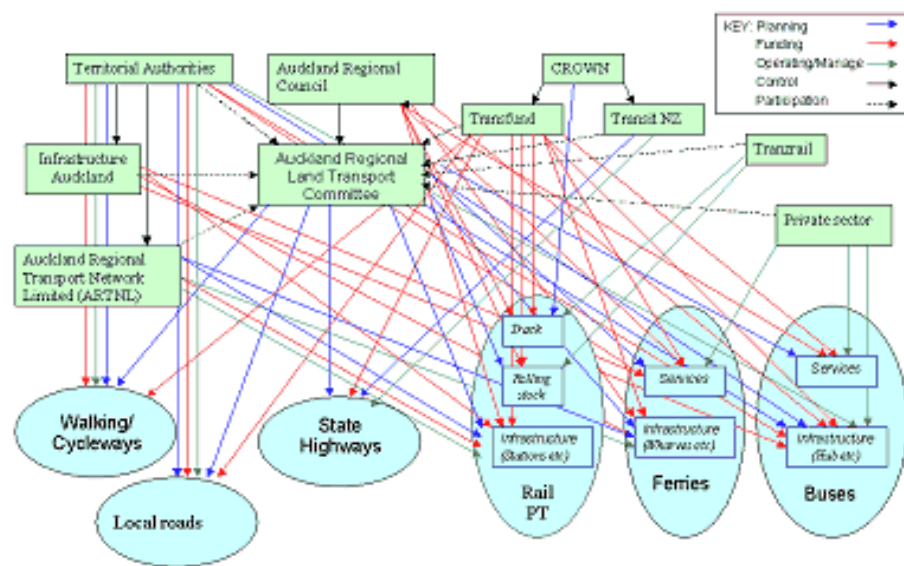 KEY: Planning
Funding
Operating/Manage
Control
Participation
Territorial Authorities
Auckland Regional
Council
CROWN
Transfund
Transit NZ
Tranzrail
Infrastructure
Auckland
Auckland Regional
Land Transport
Committee
Private sector
Auckland Regional
Transport Network
Limited (ARTNL)
Track
Rolling
stock
Infrastructure
(Stations etc)
Rail
PT
Services
Infrastructure
(Wharves etc)
Ferries
Services
Infrastructure
(Hub etc)
Buses
Walking/
Cycleways
State
Highways
Local roads